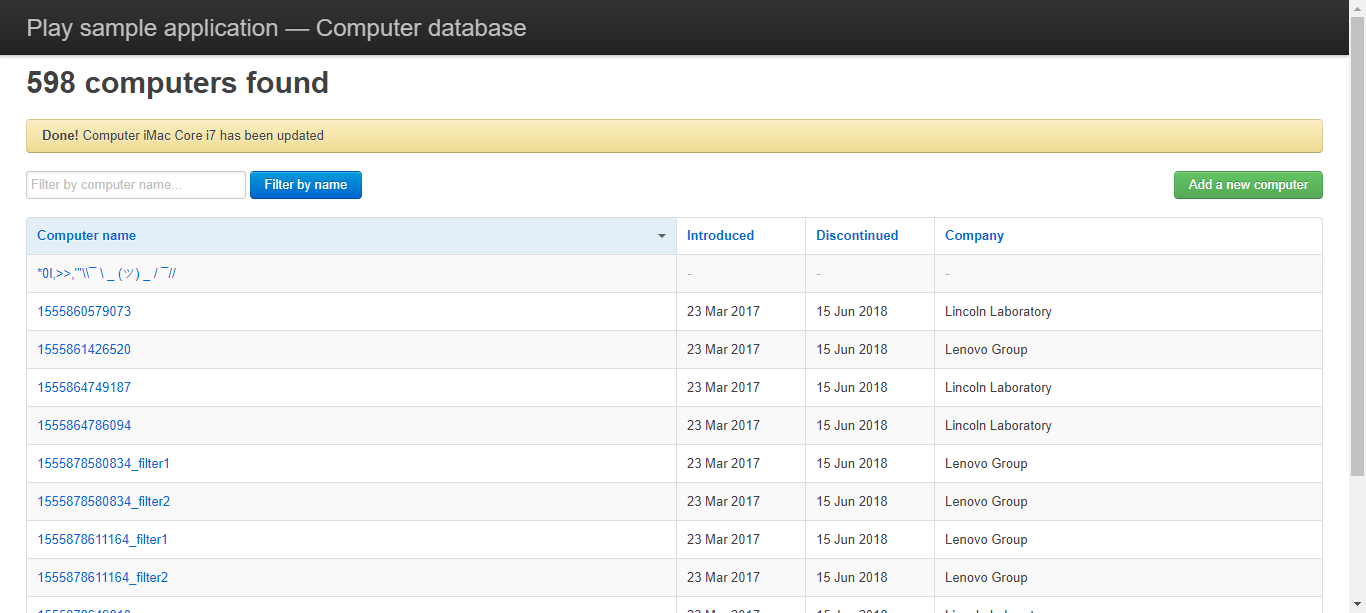 Play sample application — Computer database
598 computers found
Done! Computer iMac Core i7 has been updated
Filter by computer name... Filter by name Add a new computer
Computer name Introduced Discontinued Company
*0I,>>,'"\\¯ \ _ (ツ) _ / ¯// - - -
1555860579073 23 Mar 2017 15 Jun 2018 Lincoln Laboratory
1555861426520 23 Mar 2017 15 Jun 2018 Lenovo Group
1555864749187 23 Mar 2017 15 Jun 2018 Lincoln Laboratory
1555864786094 23 Mar 2017 15 Jun 2018 Lincoln Laboratory
1555878580834_filter1 23 Mar 2017 15 Jun 2018 Lenovo Group
1555878580834_filter2 23 Mar 2017 15 Jun 2018 Lenovo Group
1555878611164_filter1 23 Mar 2017 15 Jun 2018 Lenovo Group
1555878611164_filter2 23 Mar 2017 15 Jun 2018 Lenovo Group